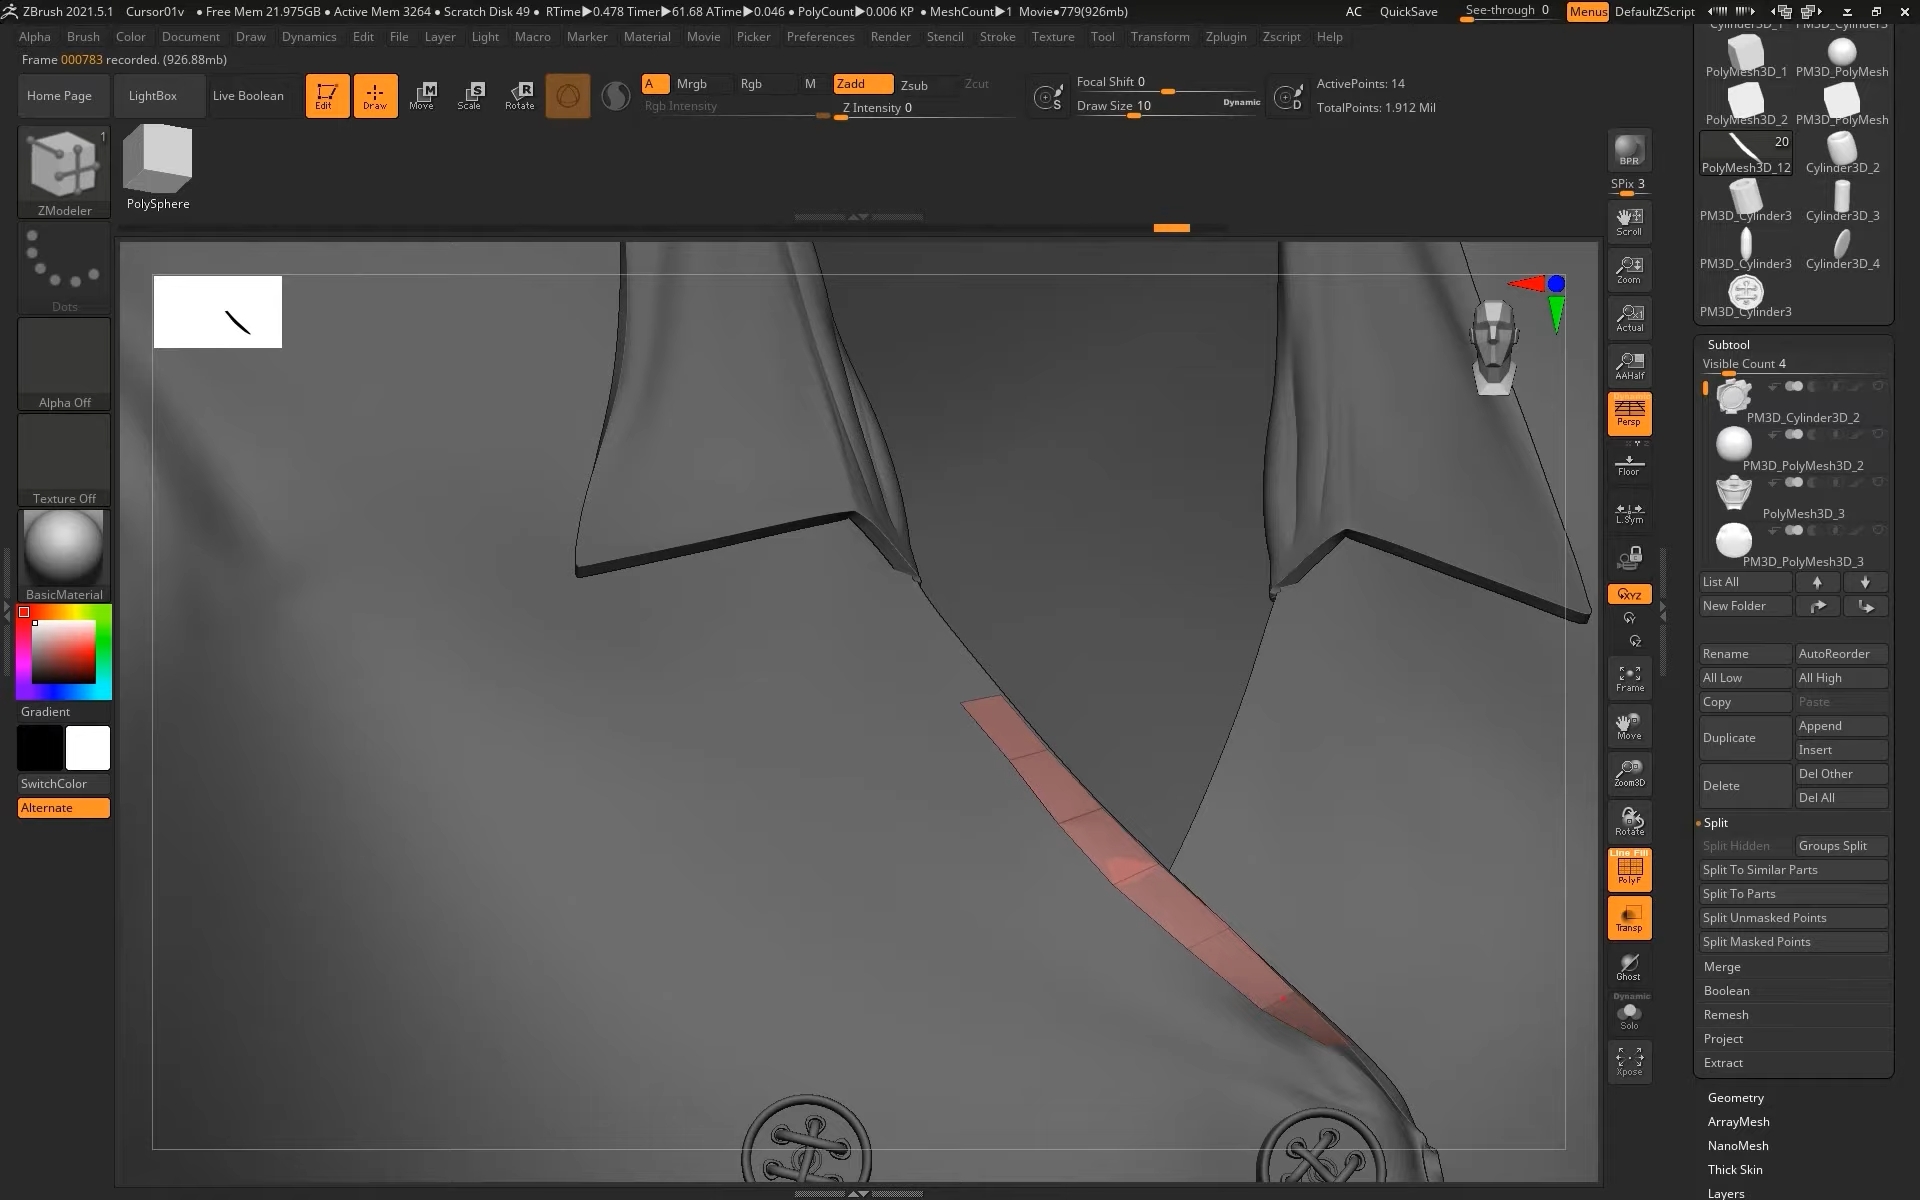 ZBrush 2021.5.1 Cursor01v • Free Mem 21.975GB • Active Mem 3264 • Scratch Disk 49 • RTime▶0.478 Timer▶61.68 ATime▶0.046 • PolyCount▶0.006 KP • MeshCount▶1 Movie●779(926mb) AC QuickSave See-through 0 Menus DefaultZScript
Alpha Brush Color Document Draw Dynamics Edit File Layer Light Macro Marker Material Movie Picker Preferences Render Stencil Stroke Texture Tool Transform Zplugin Zscript Help
Frame 000783 recorded. (926.88mb)
Home Page LightBox Live Boolean Edit Draw Move Scale Rotate
A Mrgb Rgb M Zadd Zsub Zcut
Rgb Intensity Z Intensity 0
Focal Shift 0
Draw Size 10 Dynamic
S D
ActivePoints: 14
TotalPoints: 1.912 Mil
1
ZModeler
PolySphere
Dots
Alpha Off
Texture Off
BasicMaterial
Gradient
SwitchColor
Alternate
BPR
SPix 3
Scroll
Zoom
Actual
AAHalf
Dynamic
Persp
Floor
L.Sym
XYZ
Y
Z
Frame
Move
Zoom3D
Rotate
Line Fill
PolyF
Transp
Ghost
Dynamic
Solo
Xpose
PolyMesh3D_1 PM3D_PolyMesh
PolyMesh3D_2 PM3D_PolyMesh
20
PolyMesh3D_12 Cylinder3D_2
PM3D_Cylinder3 Cylinder3D_3
PM3D_Cylinder3 Cylinder3D_4
PM3D_Cylinder3
Subtool
Visible Count 4
PM3D_Cylinder3D_2
PM3D_PolyMesh3D_2
PolyMesh3D_3
PM3D_PolyMesh3D_3
List All
New Folder
Rename AutoReorder
All Low All High
Copy Paste
Duplicate Append
Insert
Delete Del Other
Del All
Split
Split Hidden Groups Split
Split To Similar Parts
Split To Parts
Split Unmasked Points
Split Masked Points
Merge
Boolean
Remesh
Project
Extract
Geometry
ArrayMesh
NanoMesh
Thick Skin
Layers